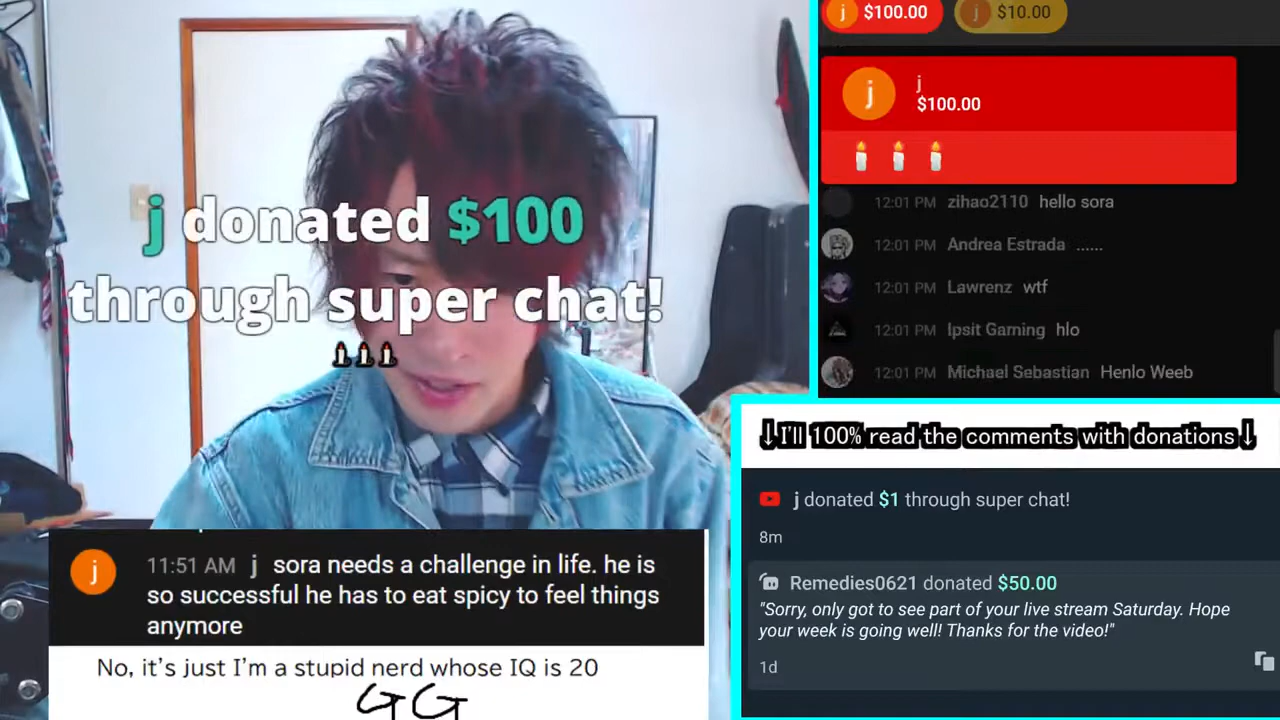 j donated $100
through super chat!
🕯🕯🕯
11:51 AM j sora needs a challenge in life. he is
so successful he has to eat spicy to feel things
anymore
No, it's just I'm a stupid nerd whose IQ is 20
GG
j $100.00 j $10.00
j j
$100.00
🕯 🕯 🕯
12:01 PM zihao2110 hello sora
12:01 PM Andrea Estrada ......
12:01 PM Lawrenz wtf
12:01 PM Ipsit Gaming hlo
12:01 PM Michael Sebastian Henlo Weeb
↓I'll 100% read the comments with donations↓
j donated $1 through super chat!
8m
Remedies0621 donated $50.00
"Sorry, only got to see part of your live stream Saturday. Hope
your week is going well! Thanks for the video!"
1d